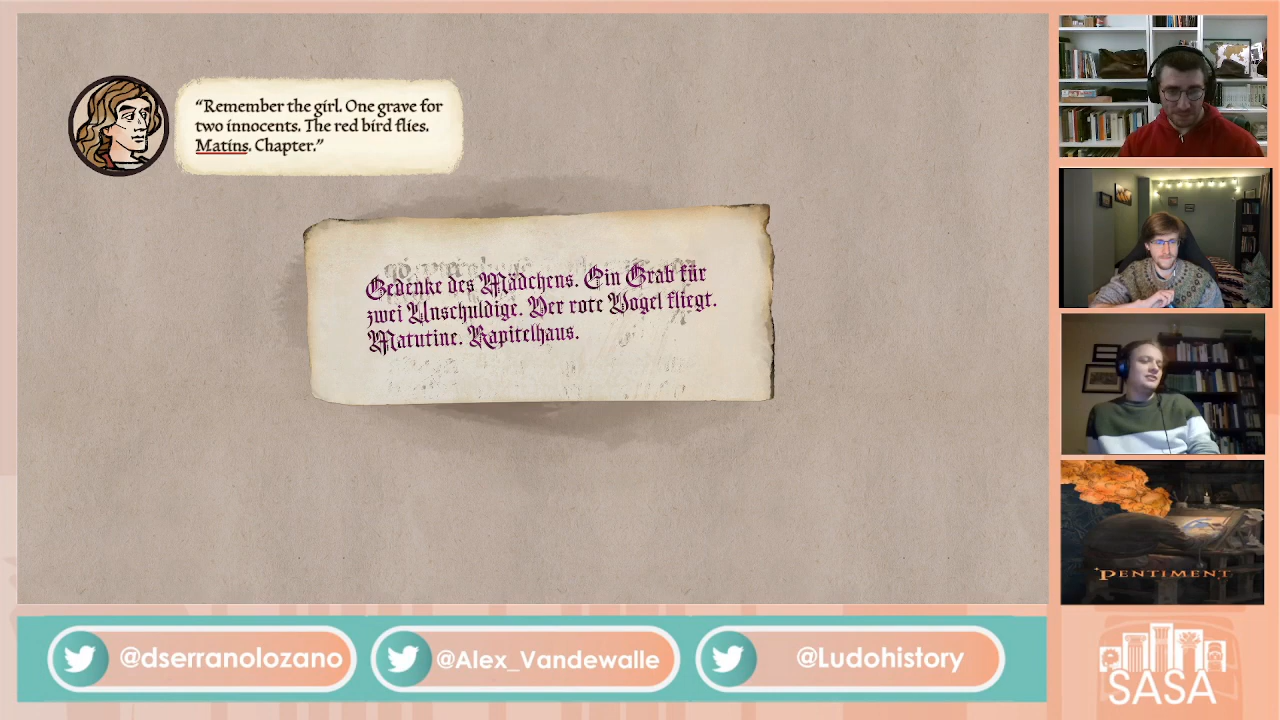 “Remember the girl. One grave for
two innocents. The red bird flies.
Matins. Chapter.”
Gedenke des Mädchens. Ein Grab für
zwei Unschuldige. Der rote Vogel fliegt.
Matutine. Kapitelhaus.
PENTIMENT
@dserranolozano
@Alex_Vandewalle
@Ludohistory
SASA